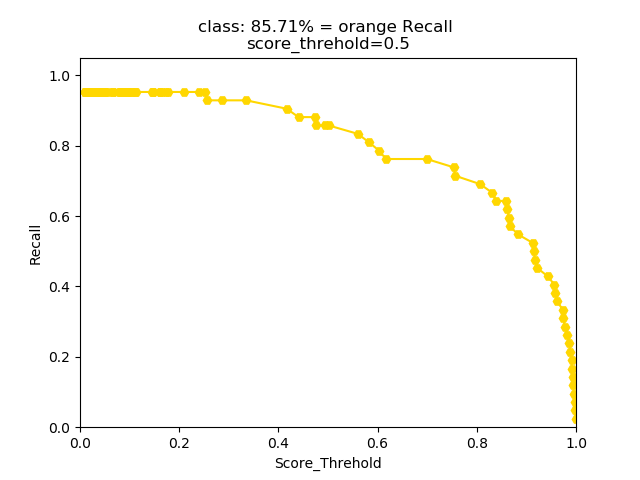 class: 85.71% = orange Recall
score_threhold=0.5
1.0
0.8
0.6
0.4
0.2
0.0
Recall
0.0 0.2 0.4 0.6 0.8 1.0
Score_Threhold